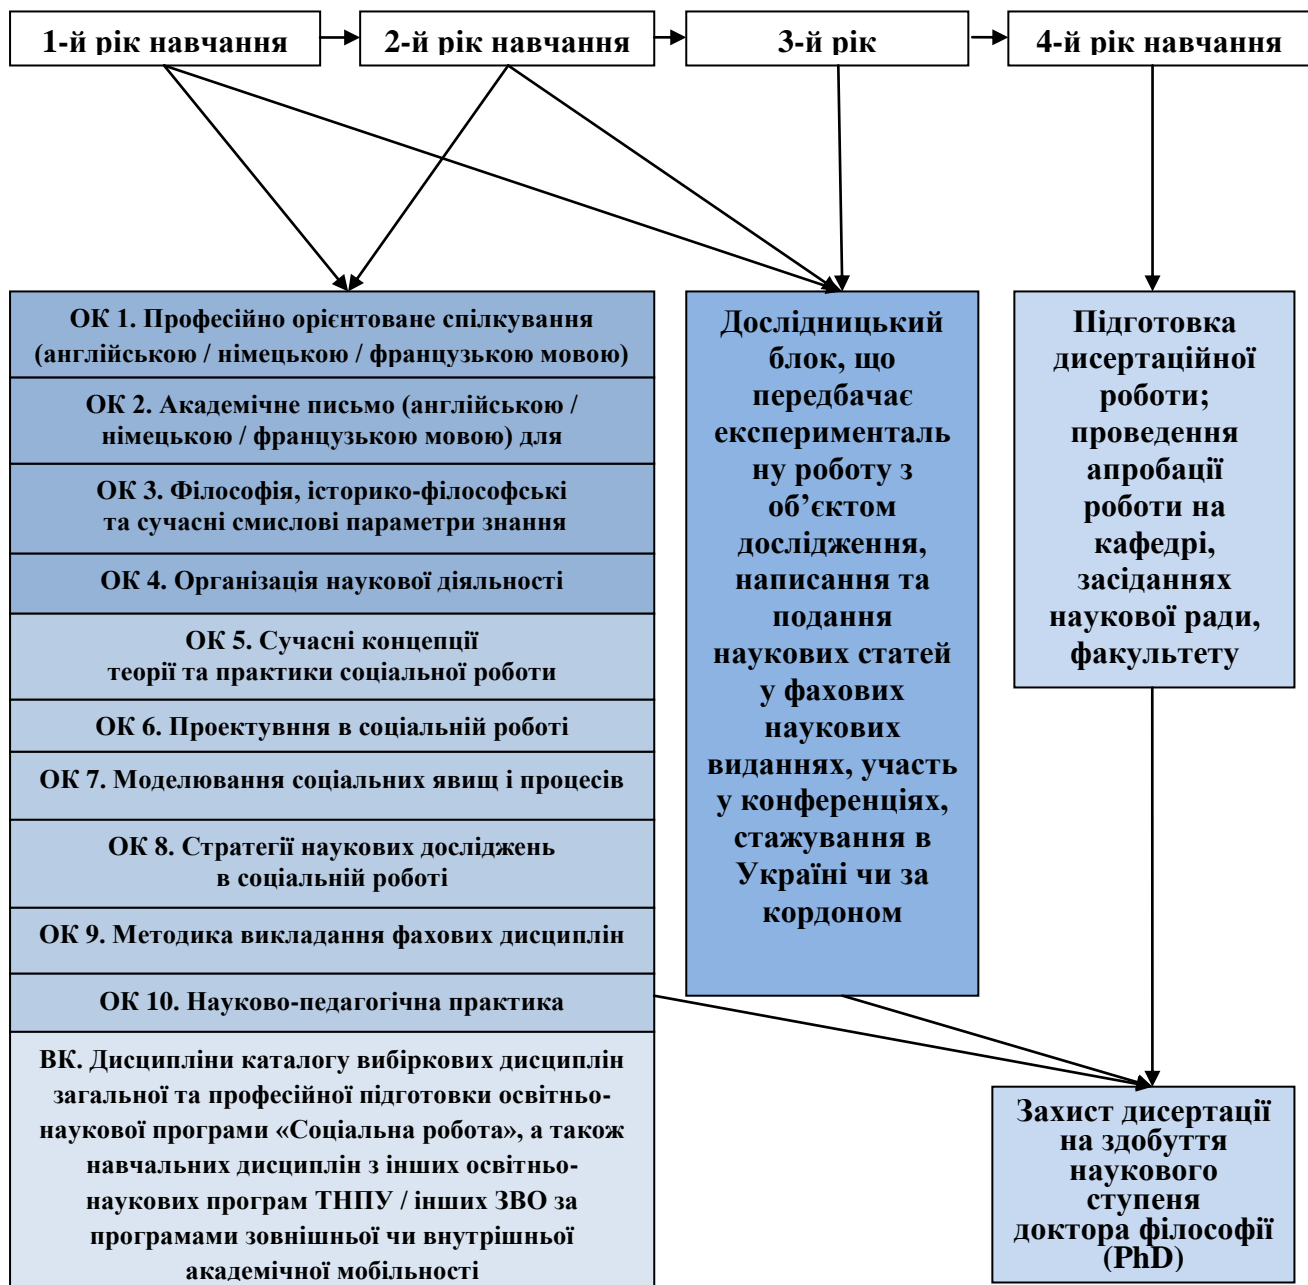 1-й рік навчання
2-й рік навчання
3-й рік
4-й рік навчання
ОК 1. Професійно орієнтоване спілкування
(англійською / німецькою / французькою мовою)
ОК 2. Академічне письмо (англійською /
німецькою / французькою мовою) для
ОК 3. Філософія, історико-філософські
та сучасні смислові параметри знання
ОК 4. Організація наукової діяльності
ОК 5. Сучасні концепції
теорії та практики соціальної роботи
ОК 6. Проектувння в соціальній роботі
ОК 7. Моделювання соціальних явищ і процесів
ОК 8. Стратегії наукових досліджень
в соціальній роботі
ОК 9. Методика викладання фахових дисциплін
ОК 10. Науково-педагогічна практика
ВК. Дисципліни каталогу вибіркових дисциплін
загальної та професійної підготовки освітньо-
наукової програми «Соціальна робота», а також
навчальних дисциплін з інших освітньо-
наукових програм ТНПУ / інших ЗВО за
програмами зовнішньої чи внутрішньої
академічної мобільності
Дослідницький
блок, що
передбачає
експерименталь
ну роботу з
об’єктом
дослідження,
написання та
подання
наукових статей
у фахових
наукових
виданнях, участь
у конференціях,
стажування в
Україні чи за
кордоном
Підготовка
дисертаційної
роботи;
проведення
апробації
роботи на
кафедрі,
засіданнях
наукової ради,
факультету
Захист дисертації
на здобуття
наукового
ступеня
доктора філософії
(PhD)